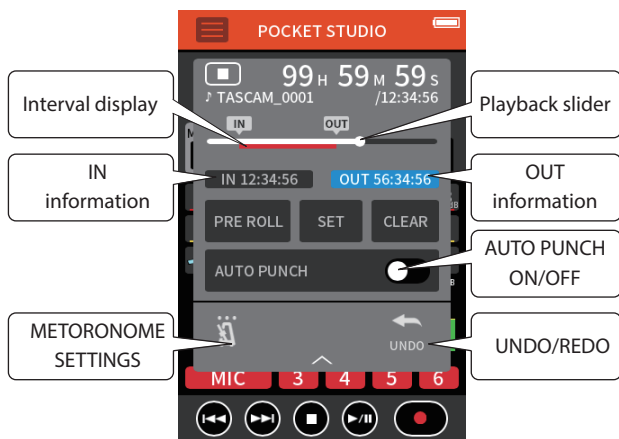 POCKET STUDIO
99 H 59 M 59 S
♪ TASCAM_0001 /12:34:56
Interval display
Playback slider
IN OUT
IN
information
IN 12:34:56 OUT 56:34:56
OUT
information
PRE ROLL SET CLEAR
AUTO PUNCH
AUTO PUNCH
ON/OFF
METORONOME
SETTINGS
UNDO
UNDO/REDO
MIC 3 4 5 6